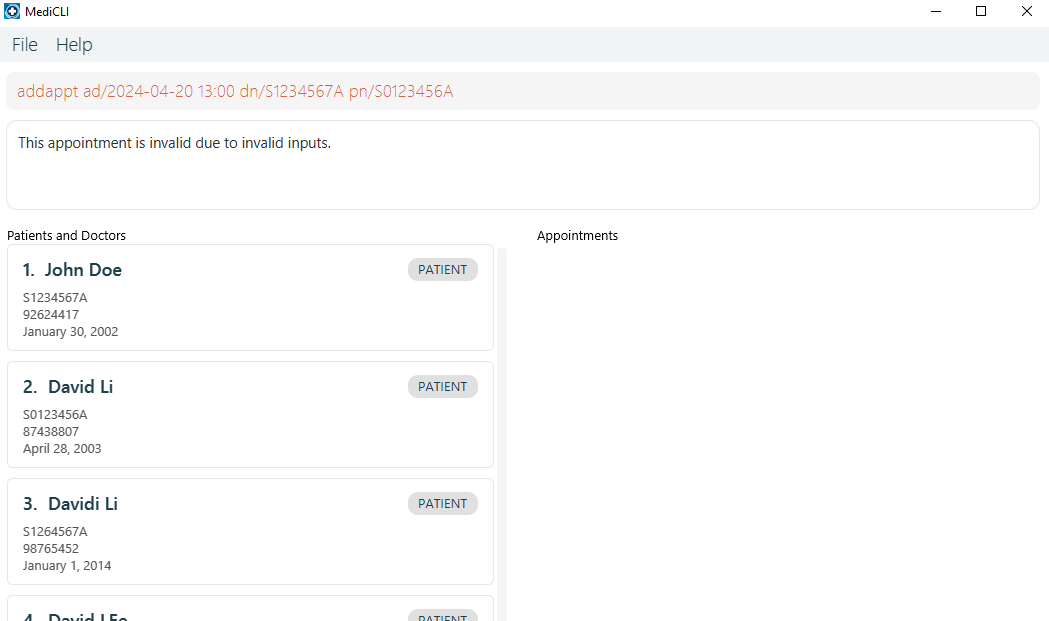 MediCLI
File Help
addappt ad/2024-04-20 13:00 dn/S1234567A pn/S0123456A
This appointment is invalid due to invalid inputs.
Patients and Doctors
Appointments
1. John Doe
PATIENT
S1234567A
92624417
January 30, 2002
2. David Li
PATIENT
S0123456A
87438807
April 28, 2003
3. Davidi Li
PATIENT
S1264567A
98765452
January 1, 2014
4. David
PATIENT